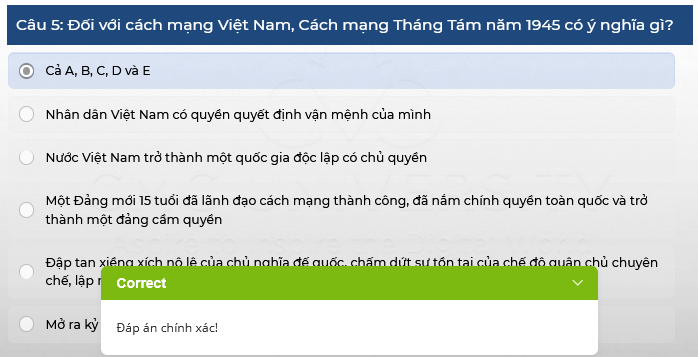 Câu 5: Đối với cách mạng Việt Nam, Cách mạng Tháng Tám năm 1945 có ý nghĩa gì?
Cả A, B, C, D và E
Nhân dân Việt Nam có quyền quyết định vận mệnh của mình
Nước Việt Nam trở thành một quốc gia độc lập có chủ quyền
Một Đảng mới 15 tuổi đã lãnh đạo cách mạng thành công, đã nắm chính quyền toàn quốc và trở
thành một đảng cầm quyền
Đập tan xiềng xích nô lệ của chủ nghĩa đế quốc, chấm dứt sự tồn tại của chế độ quân chủ chuyên
chế, lập
Correct
Mở ra kỷ
Đáp án chính xác!